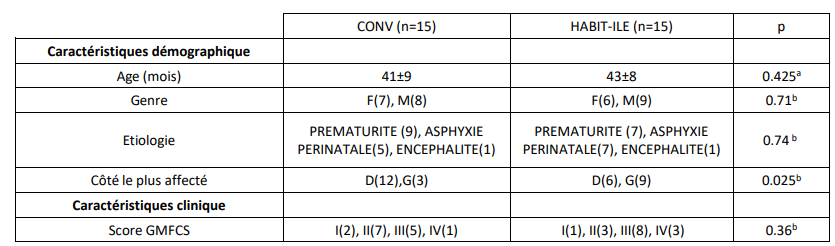 CONV (n=15) HABIT-ILE (n=15) p
Caractéristiques démographique
Age (mois) 41±9 43±8 0.425ᵃ
Genre F(7), M(8) F(6), M(9) 0.71ᵇ
Etiologie PREMATURITE (9), ASPHYXIE PERINATALE(5), ENCEPHALITE(1) PREMATURITE (7), ASPHYXIE PERINATALE(7), ENCEPHALITE(1) 0.74 ᵇ
Côté le plus affecté D(12),G(3) D(6), G(9) 0.025ᵇ
Caractéristiques clinique
Score GMFCS I(2), II(7), III(5), IV(1) I(1), II(3), III(8), IV(3) 0.36ᵇ